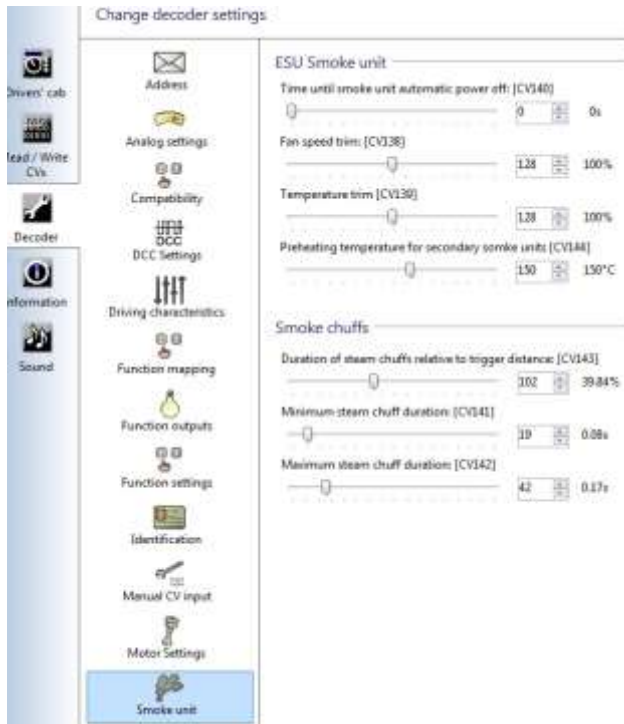 Change decoder settings
Drivers' cab
Read / Write
CVs
Decoder
Information
Sound
Address
Analog settings
Compatibility
DCC
DCC Settings
Driving characteristics
Function mapping
Function outputs
Function settings
Identification
Manual CV input
Motor Settings
Smoke unit
ESU Smoke unit
Time until smoke unit automatic power off: [CV140]
0 0s
Fan speed trim: [CV138]
128 100%
Temperature trim [CV139]
128 100%
Preheating temperature for secondary somke units [CV144]
150 150°C
Smoke chuffs
Duration of steam chuffs relative to trigger distance: [CV143]
102 39.84%
Minimum steam chuff duration: [CV141]
19 0.08s
Maximum steam chuff duration: [CV142]
42 0.17s